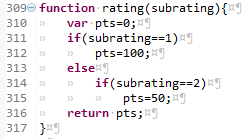 309 function rating(subrating){¤¶
310 » var pts=0;¤¶
311 » if(subrating==1)¤¶
312 » » pts=100;¤¶
313 » else¤¶
314 » » if(subrating==2)¤¶
315 » » » pts=50;¤¶
316 » return pts;¤¶
317 }¤¶